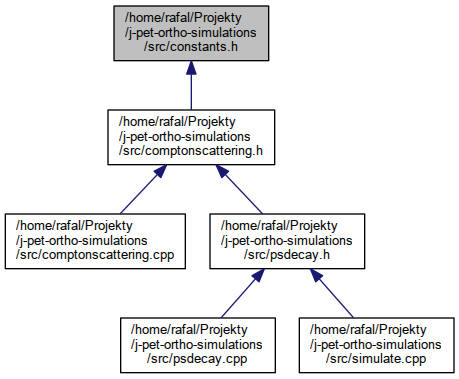 /home/rafal/Projekty
/j-pet-ortho-simulations
/src/constants.h
/home/rafal/Projekty
/j-pet-ortho-simulations
/src/comptonscattering.h
/home/rafal/Projekty
/j-pet-ortho-simulations
/src/comptonscattering.cpp
/home/rafal/Projekty
/j-pet-ortho-simulations
/src/psdecay.h
/home/rafal/Projekty
/j-pet-ortho-simulations
/src/psdecay.cpp
/home/rafal/Projekty
/j-pet-ortho-simulations
/src/simulate.cpp